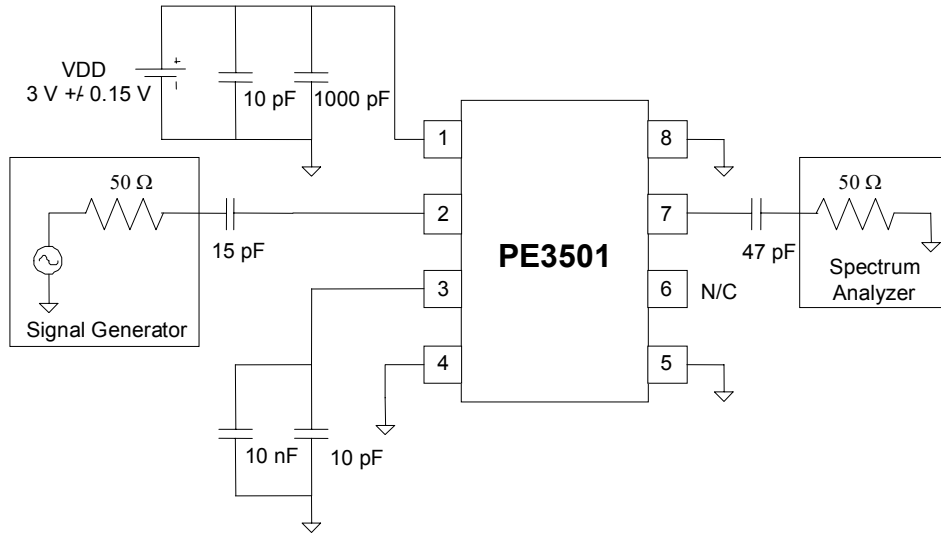 VDD
3 V +/- 0.15 V
10 pF
1000 pF
1
8
50 Ω
50 Ω
2
7
15 pF
47 pF
PE3501
Spectrum
Analyzer
3
6
N/C
Signal Generator
4
5
10 nF
10 pF